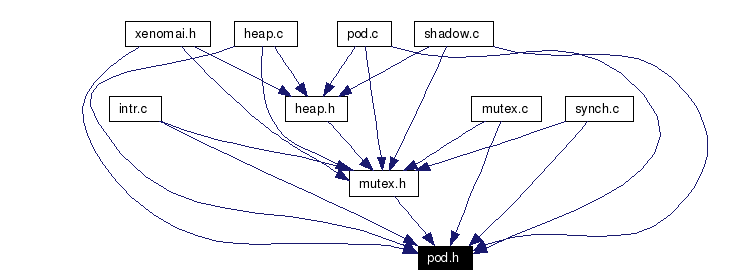 xenomai.h
heap.c
pod.c
shadow.c
intr.c
heap.h
mutex.c
synch.c
mutex.h
pod.h